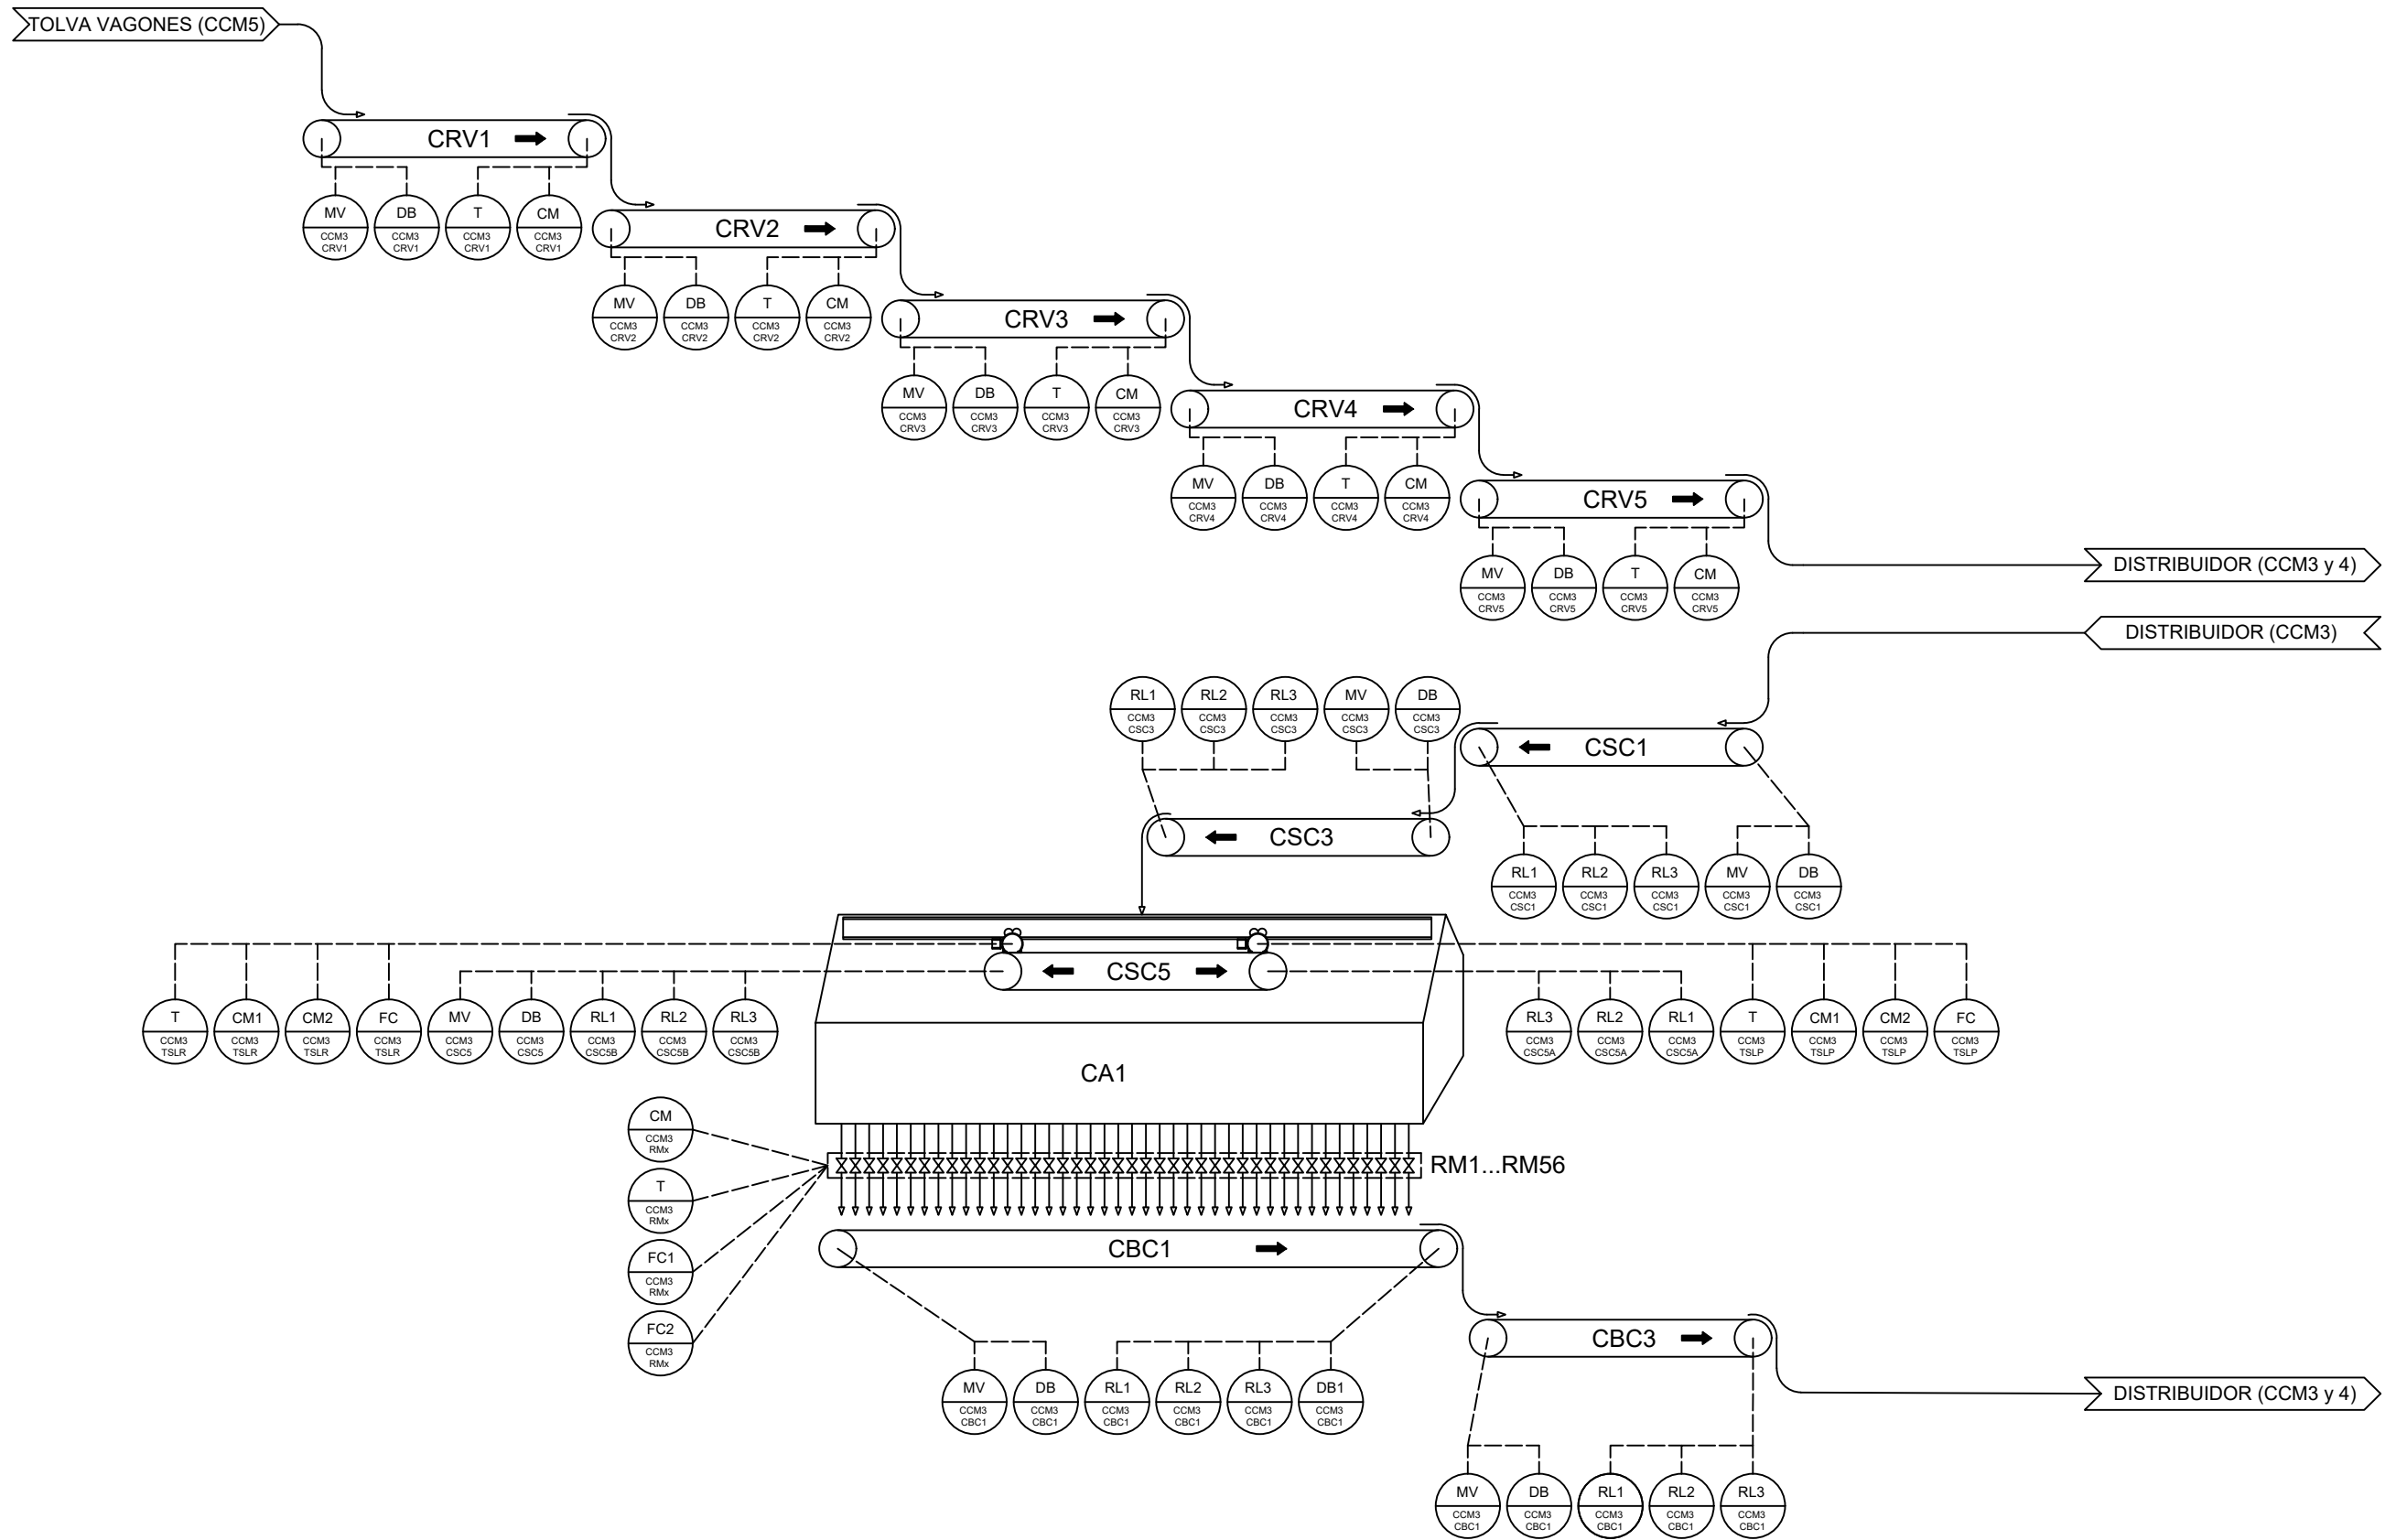 TOLVA VAGONES (CCM5)
CRV1
MV
CCM3
CRV1
DB
CCM3
CRV1
T
CCM3
CRV1
CM
CCM3
CRV1
CRV2
MV
CCM3
CRV2
DB
CCM3
CRV2
T
CCM3
CRV2
CM
CCM3
CRV2
CRV3
MV
CCM3
CRV3
DB
CCM3
CRV3
T
CCM3
CRV3
CM
CCM3
CRV3
CRV4
MV
CCM3
CRV4
DB
CCM3
CRV4
T
CCM3
CRV4
CM
CCM3
CRV4
CRV5
MV
CCM3
CRV5
DB
CCM3
CRV5
T
CCM3
CRV5
CM
CCM3
CRV5
DISTRIBUIDOR (CCM3 y 4)
DISTRIBUIDOR (CCM3)
RL1
CCM3
CSC3
RL2
CCM3
CSC3
RL3
CCM3
CSC3
MV
CCM3
CSC3
DB
CCM3
CSC3
CSC1
CSC3
RL1
CCM3
CSC1
RL2
CCM3
CSC1
RL3
CCM3
CSC1
MV
CCM3
CSC1
DB
CCM3
CSC1
CSC5
T
CCM3
TSLR
CM1
CCM3
TSLR
CM2
CCM3
TSLR
FC
CCM3
TSLR
MV
CCM3
CSC5
DB
CCM3
CSC5
RL1
CCM3
CSC5B
RL2
CCM3
CSC5B
RL3
CCM3
CSC5B
RL3
CCM3
CSC5A
RL2
CCM3
CSC5A
RL1
CCM3
CSC5A
T
CCM3
TSLP
CM1
CCM3
TSLP
CM2
CCM3
TSLP
FC
CCM3
TSLP
CA1
CM
CCM3
RMx
T
CCM3
RMx
FC1
CCM3
RMx
FC2
CCM3
RMx
RM1...RM56
CBC1
MV
CCM3
CBC1
DB
CCM3
CBC1
RL1
CCM3
CBC1
RL2
CCM3
CBC1
RL3
CCM3
CBC1
DB1
CCM3
CBC1
CBC3
DISTRIBUIDOR (CCM3 y 4)
MV
CCM3
CBC1
DB
CCM3
CBC1
RL1
CCM3
CBC1
RL2
CCM3
CBC1
RL3
CCM3
CBC1